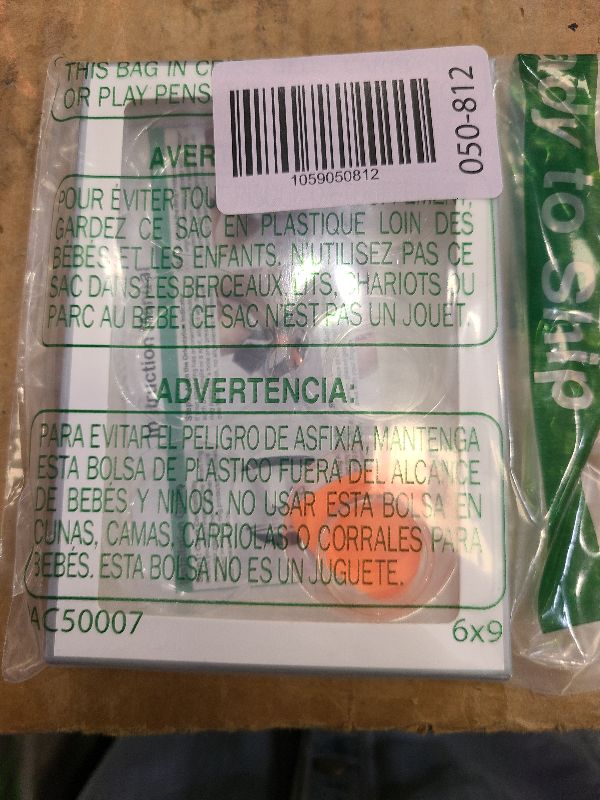 THIS BAG IN
OR PLAY PENS
050-812
1059050812
AVER
POUR ÉVITER TOU
GARDEZ CE SAC EN PLASTIQUE LOIN DES
BÉBÉS ET LES ENFANTS. N'UTILISEZ PAS CE
SAC DANS LES BERCEAUX, LITS, CHARIOTS OU
PARC AU BÉBÉ. CE SAC N'EST PAS UN JOUET.
ADVERTENCIA:
PARA EVITAR EL PELIGRO DE ASFIXIA, MANTENGA
ESTA BOLSA DE PLASTICO FUERA DEL ALCANCE
DE BEBÉS Y NIÑOS. NO USAR ESTA BOLSA EN
CUNAS, CAMAS, CARRIOLAS O CORRALES PARA
BEBÉS. ESTA BOLSA NO ES UN JUGUETE.
AC50007
6x9
to Ship